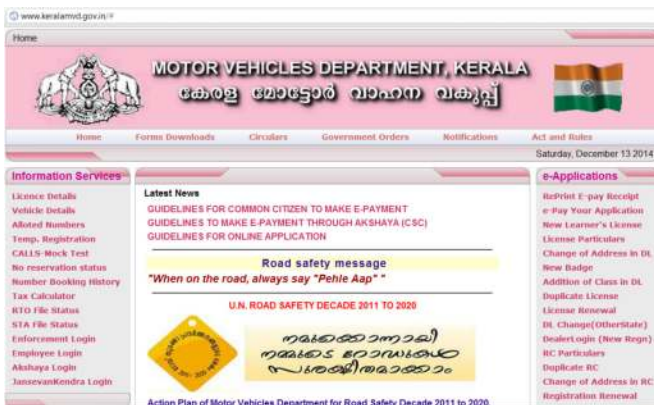 www.keralamvd.gov.in/#
Home
MOTOR VEHICLES DEPARTMENT, KERALA
കേരള മോട്ടോര്‍ വാഹന വകുപ്പ്
Home Forms Downloads Circulars Government Orders Notifications Act and Rules
Saturday, December 13 2014
Information Services
Licence Details
Vehicle Details
Alloted Numbers
Temp. Registration
CALLS-Mock Test
No reservation status
Number Booking History
Tax Calculator
RTO File Status
STA File Status
Enforcement Login
Employee Login
Akshaya Login
JansevanKendra Login
Latest News
GUIDELINES FOR COMMON CITIZEN TO MAKE E-PAYMENT
GUIDELINES TO MAKE E-PAYMENT THROUGH AKSHAYA (CSC)
GUIDELINES FOR ONLINE APPLICATION
Road safety message
"When on the road, always say "Pehle Aap" "
U.N. ROAD SAFETY DECADE 2011 TO 2020
നമുക്കൊന്നായി
നമ്മുടെ റോഡുകള്‍
സുരക്ഷിതമാക്കാം
Action Plan of Motor Vehicles Department for Road Safety Decade 2011 to 2020
e-Applications
RePrint E-pay Receipt
e-Pay Your Application
New Learner's License
License Particulars
Change of Address in DL
New Badge
Addition of Class in DL
Duplicate License
License Renewal
DL Change(OtherState)
DealerLogin (New Regn)
RC Particulars
Duplicate RC
Change of Address in RC
Registration Renewal